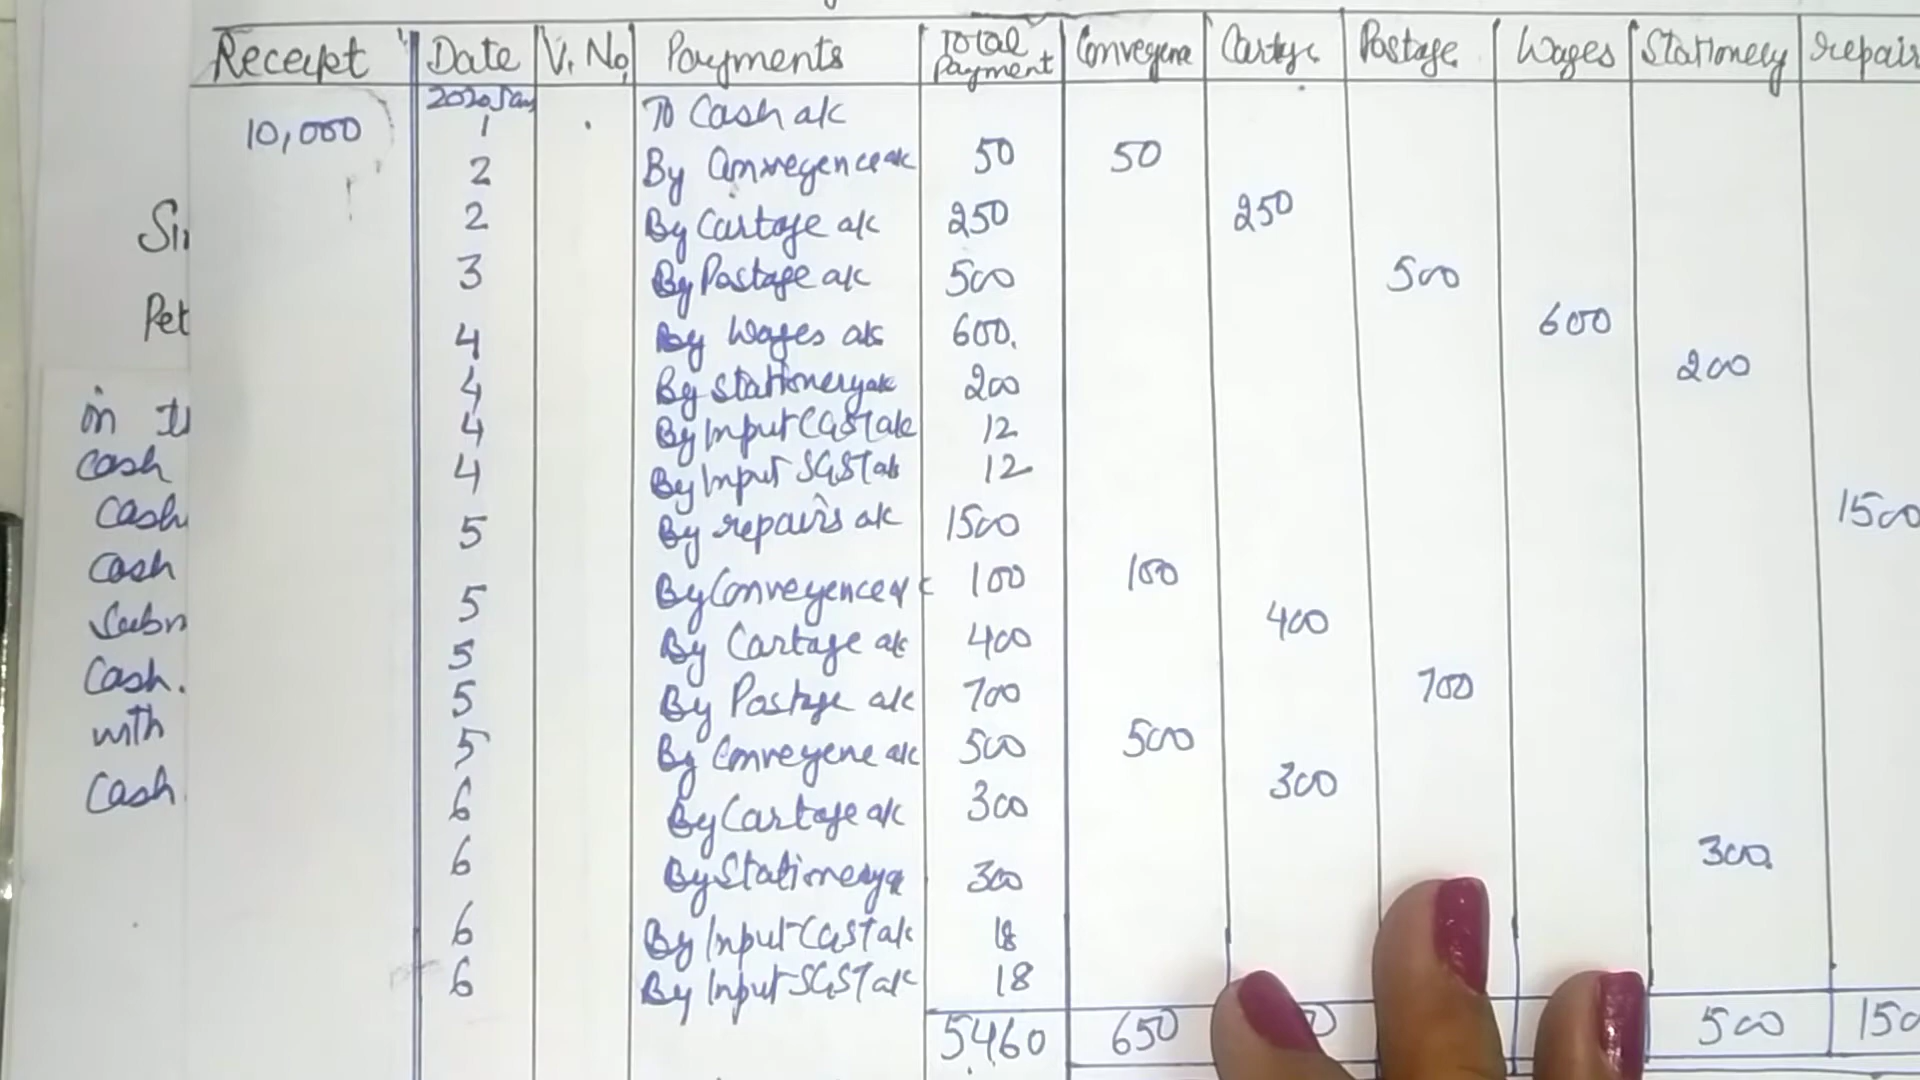 Receipt Date V. No. Payments Total Payment Conveyene Cartage Postage Wages Stationery repair
2020 Jan
10,000 1 To Cash a/c
2 By Conveyence a/c 50 50
2 By Cartage a/c 250 250
3 By Postage a/c 500 500
4 By Wages a/c 600. 600
4 By Stationery a/c 200 200
4 By Input CGST a/c 12
4 By Input SGST a/c 12
5 By repairs a/c 1500 1500
5 By Conveyence a/c 100 100
5 By Cartage a/c 400 400
5 By Postage a/c 700 700
5 By Conveyene a/c 500 500
6 By Cartage a/c 300 300
6 By Stationery a 300 300
6 By Input CGST a/c 18
6 By Input SGST a/c 18
5460 650 500 150
Pet
in
Cash
Cash
Cash
Cash.
with
Cash